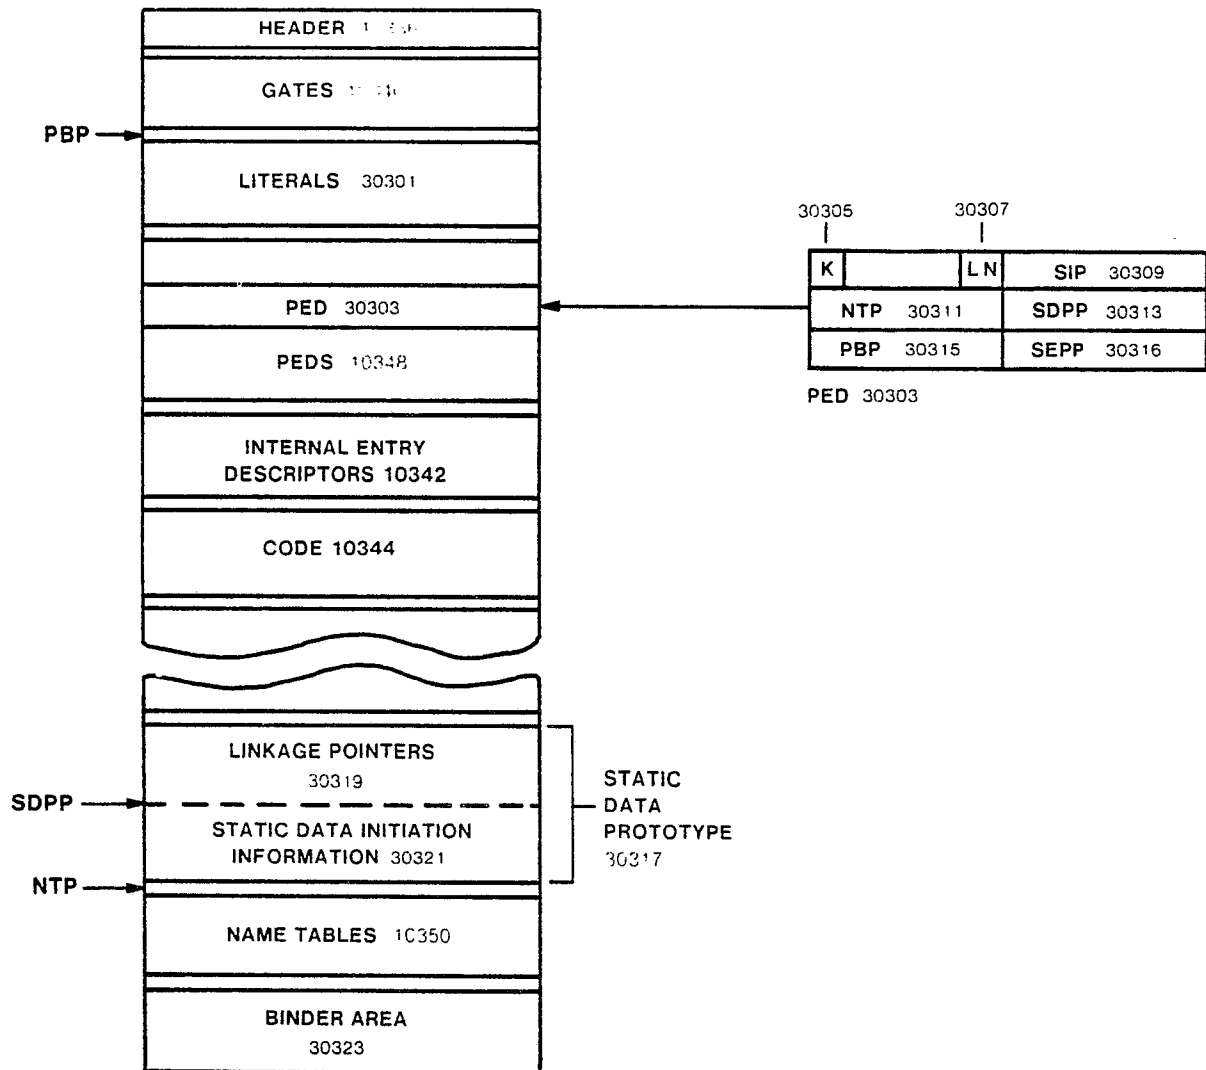 HEADER
GATES
PBP
LITERALS 30301
30305 30307
K LN SIP 30309
PED 30303
NTP 30311 SDPP 30313
PEDS 10348
PBP 30315 SEPP 30316
PED 30303
INTERNAL ENTRY
DESCRIPTORS 10342
CODE 10344
LINKAGE POINTERS
30319
SDPP
STATIC DATA INITIATION
INFORMATION 30321
STATIC
DATA
PROTOTYPE
30317
NTP
NAME TABLES 10350
BINDER AREA
30323